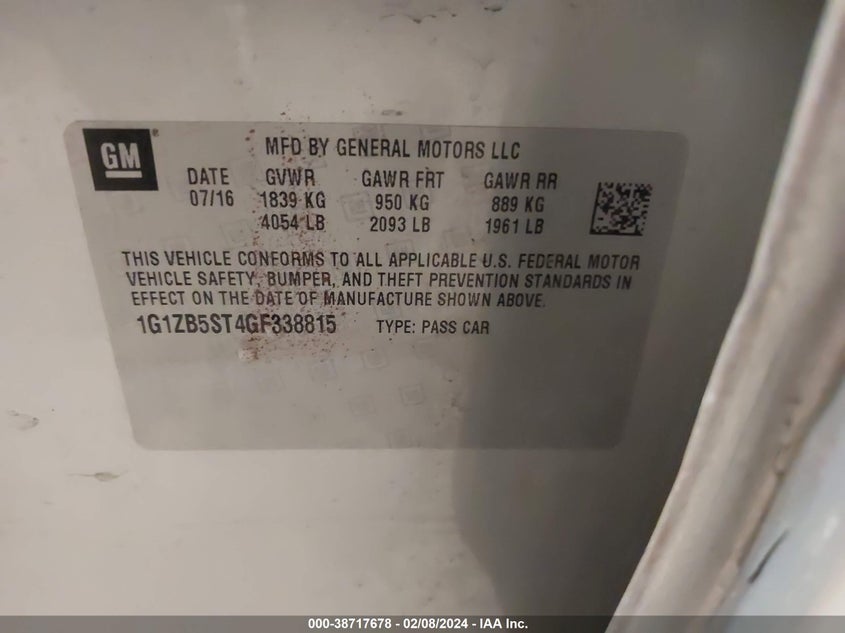 GM®
MFD BY GENERAL MOTORS LLC
DATE GVWR GAWR FRT GAWR RR
07/16 1839 KG 950 KG 889 KG
4054 LB 2093 LB 1961 LB
THIS VEHICLE CONFORMS TO ALL APPLICABLE U.S. FEDERAL MOTOR
VEHICLE SAFETY, BUMPER, AND THEFT PREVENTION STANDARDS IN
EFFECT ON THE DATE OF MANUFACTURE SHOWN ABOVE.
1G1ZB5ST4GF338815 TYPE: PASS CAR
000-38717678 - 02/08/2024 - IAA Inc.